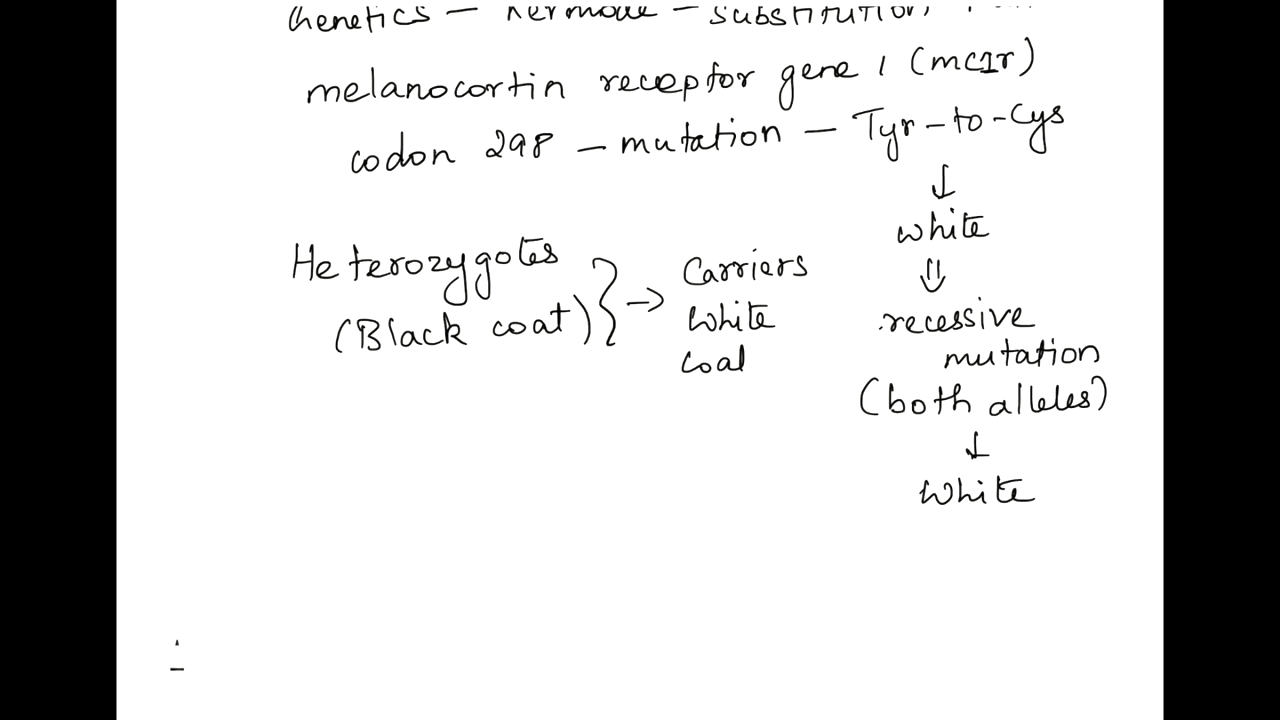 Genetics – Kermode – substitution
melanocortin receptor gene 1 (mc1r)
codon 298 – mutation – Tyr-to-Cys
↓
white
⇓
recessive
mutation
(both alleles)
↓
white
Heterozygotes
(Black coat) } → Carriers
white
coat